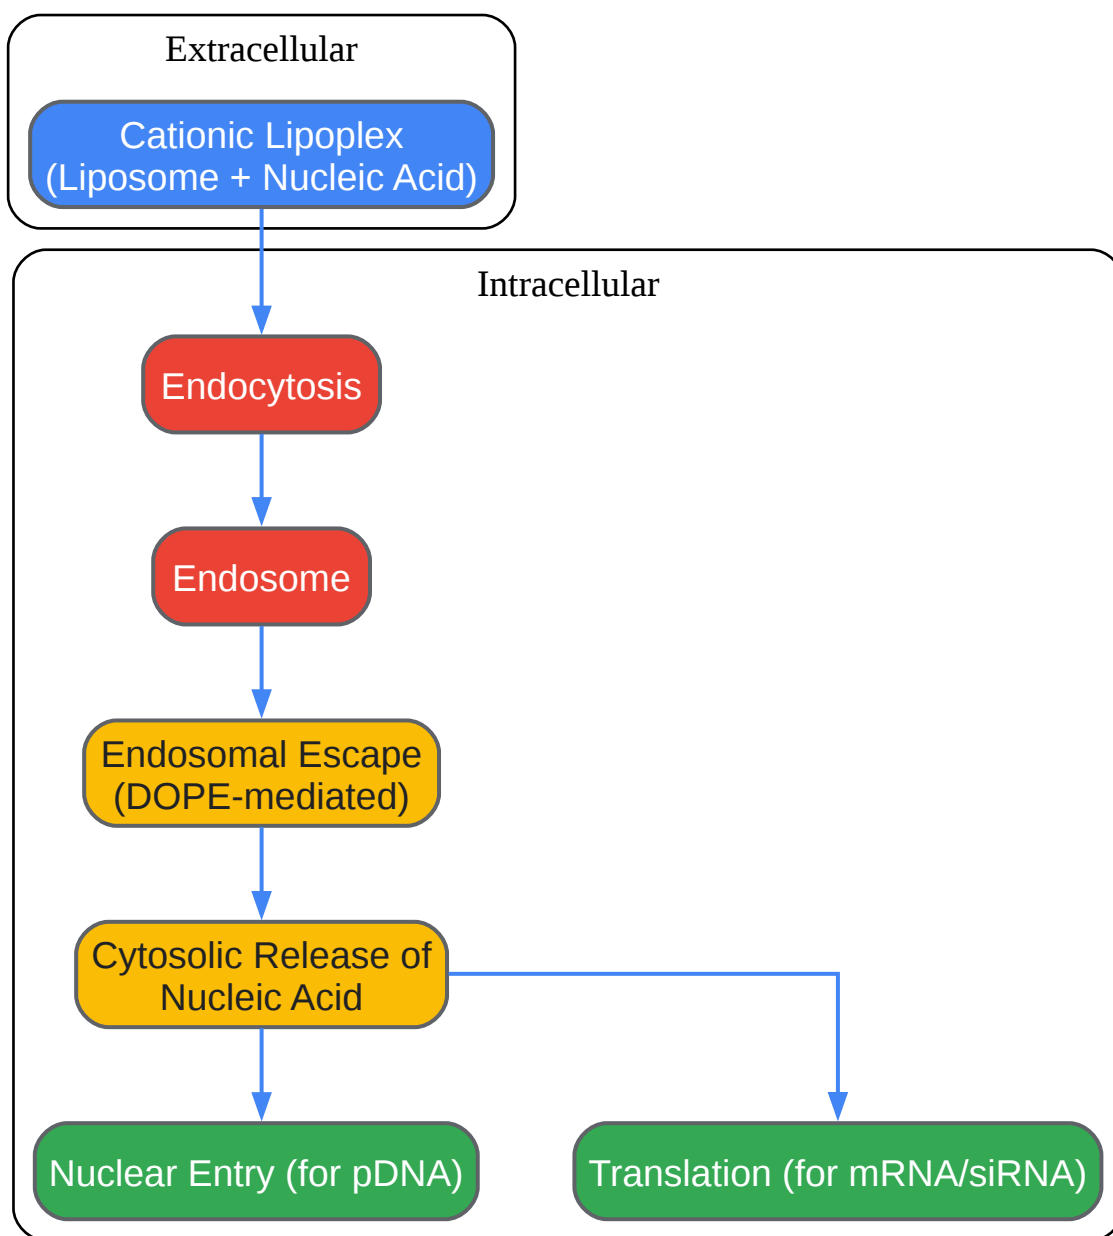 Extracellular
Cationic Lipoplex
(Liposome + Nucleic Acid)
Intracellular
Endocytosis
Endosome
Endosomal Escape
(DOPE-mediated)
Cytosolic Release of
Nucleic Acid
Nuclear Entry (for pDNA)
Translation (for mRNA/siRNA)